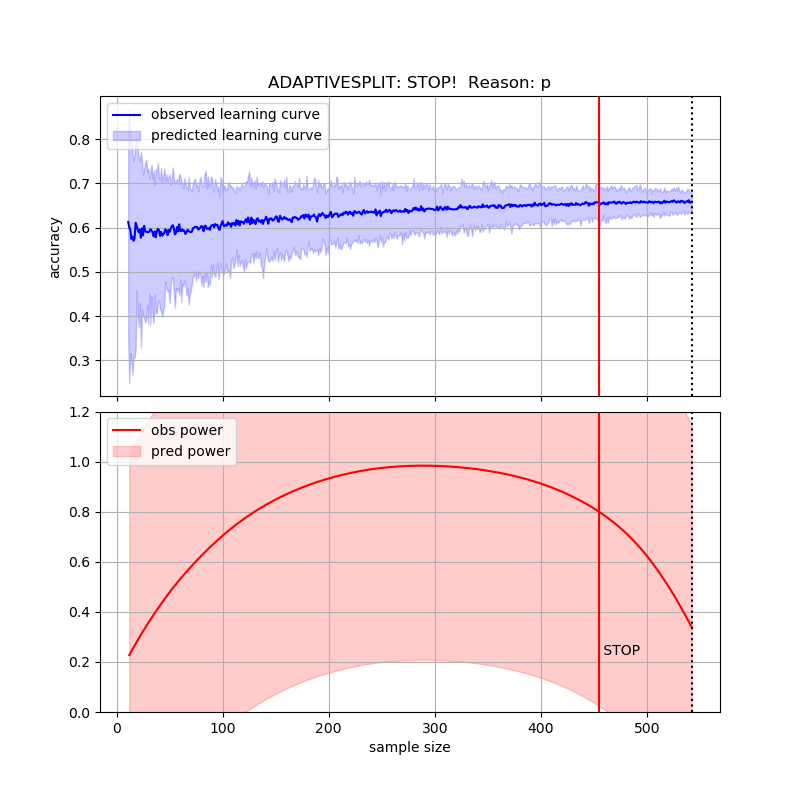 ADAPTIVESPLIT: STOP!  Reason: p
observed learning curve
predicted learning curve
accuracy
0.8
0.7
0.6
0.5
0.4
0.3
obs power
pred power
1.2
1.0
0.8
0.6
0.4
0.2
0.0
STOP
0 100 200 300 400 500
sample size